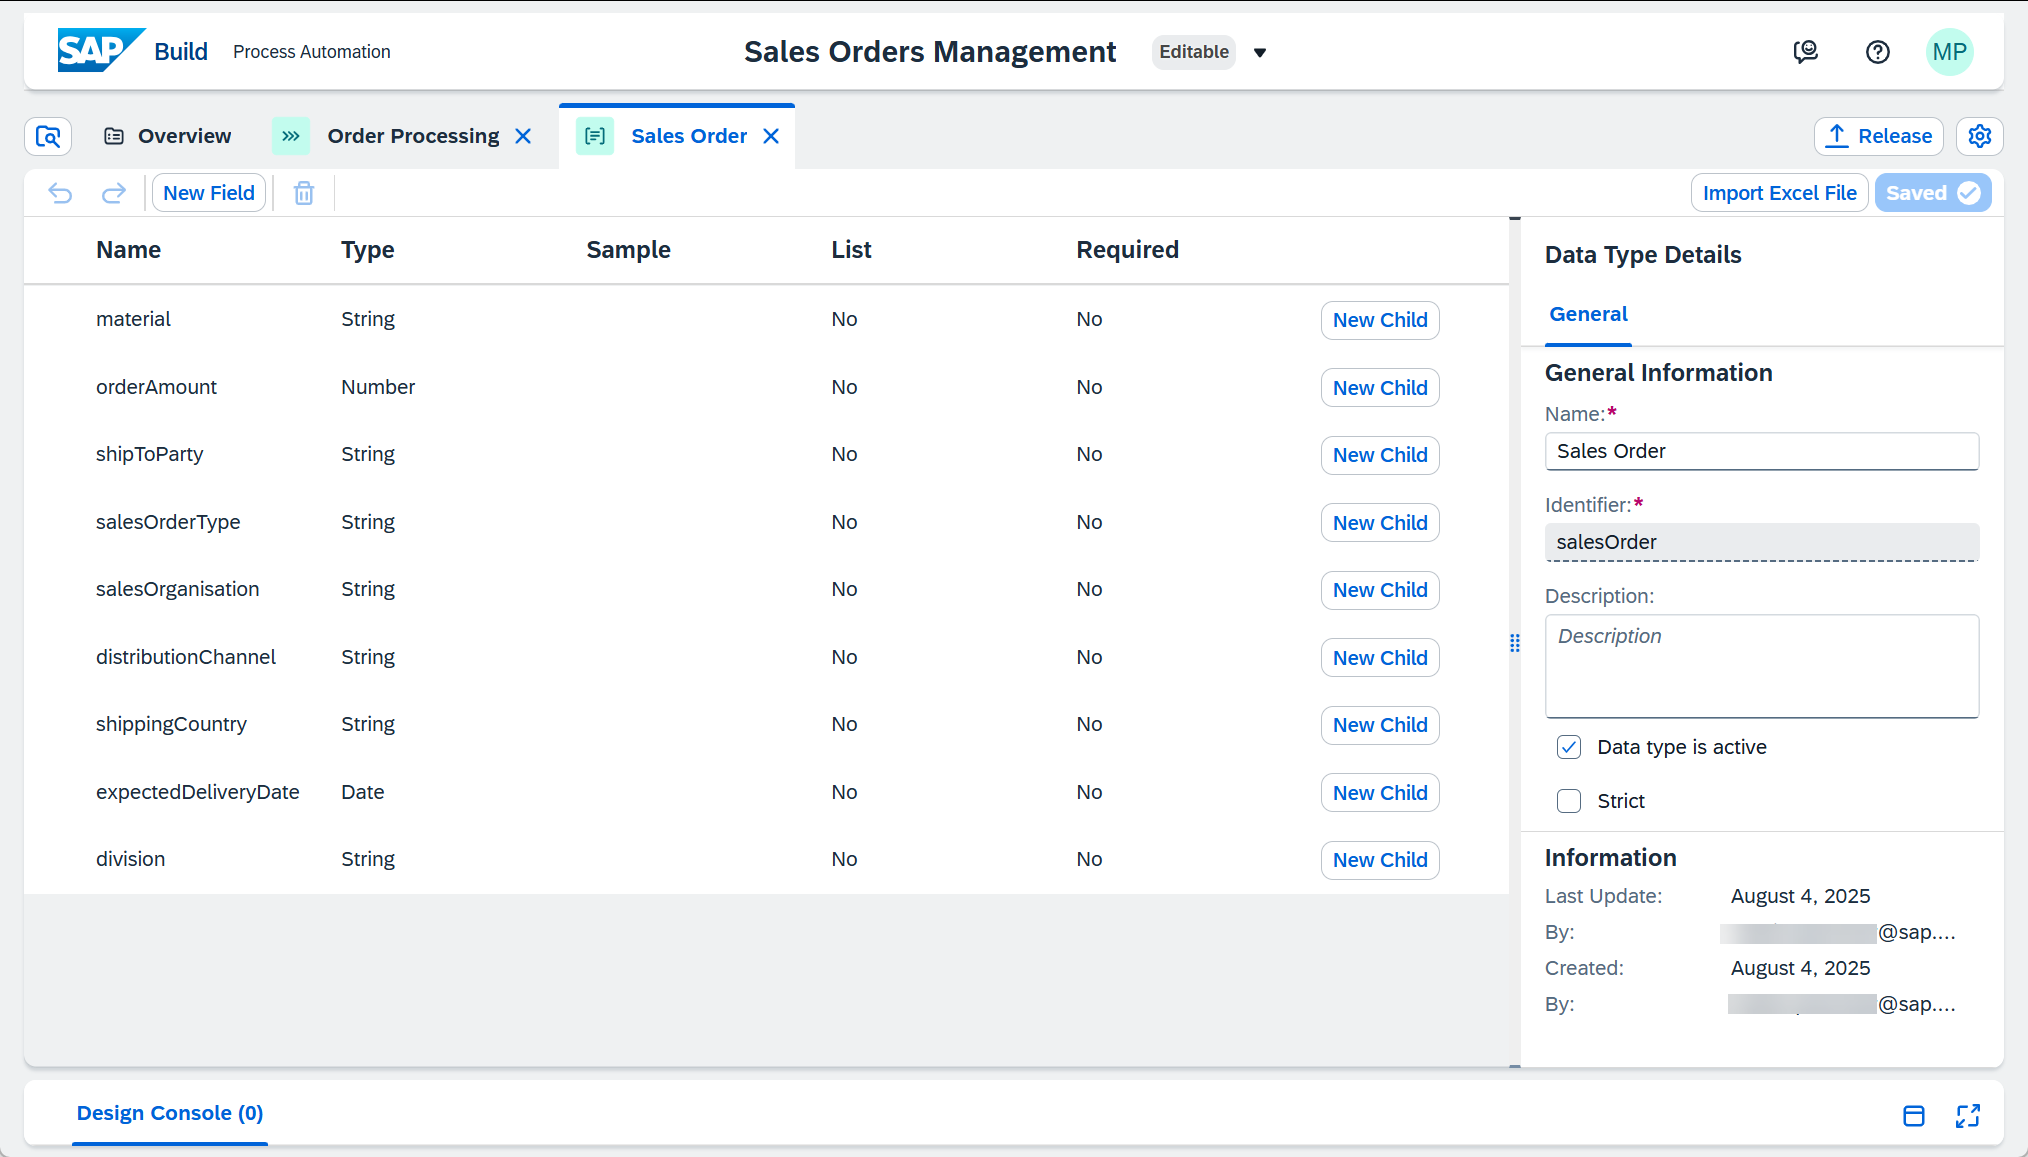 SAP Build Process Automation Sales Orders Management Editable MP
Overview Order Processing Sales Order Release
New Field Import Excel File Saved
Name Type Sample List Required
material String No No New Child
orderAmount Number No No New Child
shipToParty String No No New Child
salesOrderType String No No New Child
salesOrganisation String No No New Child
distributionChannel String No No New Child
shippingCountry String No No New Child
expectedDeliveryDate Date No No New Child
division String No No New Child
Data Type Details
General
General Information
Name:*
Sales Order
Identifier:*
salesOrder
Description:
Description
Data type is active
Strict
Information
Last Update: August 4, 2025
By: @sap....
Created: August 4, 2025
By: @sap....
Design Console (0)